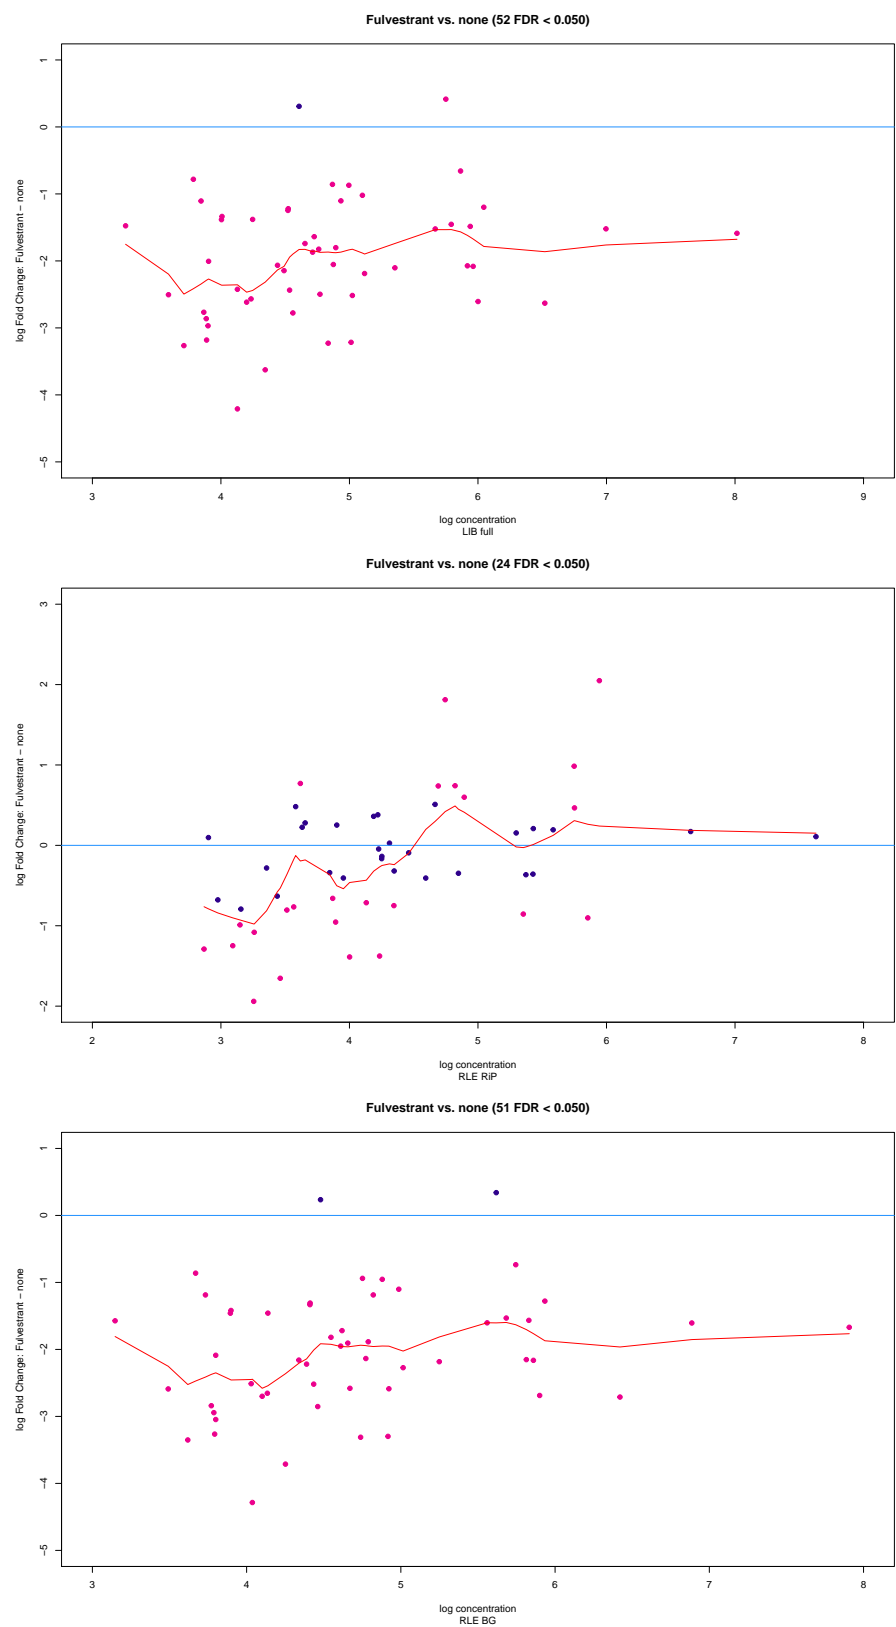 Fulvestrant vs. none (52 FDR < 0.050)
1
0
−1
−2
−3
−4
−5
log Fold Change: Fulvestrant − none
3 4 5 6 7 8 9
log concentration
LIB full
Fulvestrant vs. none (24 FDR < 0.050)
3
2
1
0
−1
−2
log Fold Change: Fulvestrant − none
2 3 4 5 6 7 8
log concentration
RLE RiP
Fulvestrant vs. none (51 FDR < 0.050)
1
0
−1
−2
−3
−4
−5
log Fold Change: Fulvestrant − none
3 4 5 6 7 8
log concentration
RLE BG